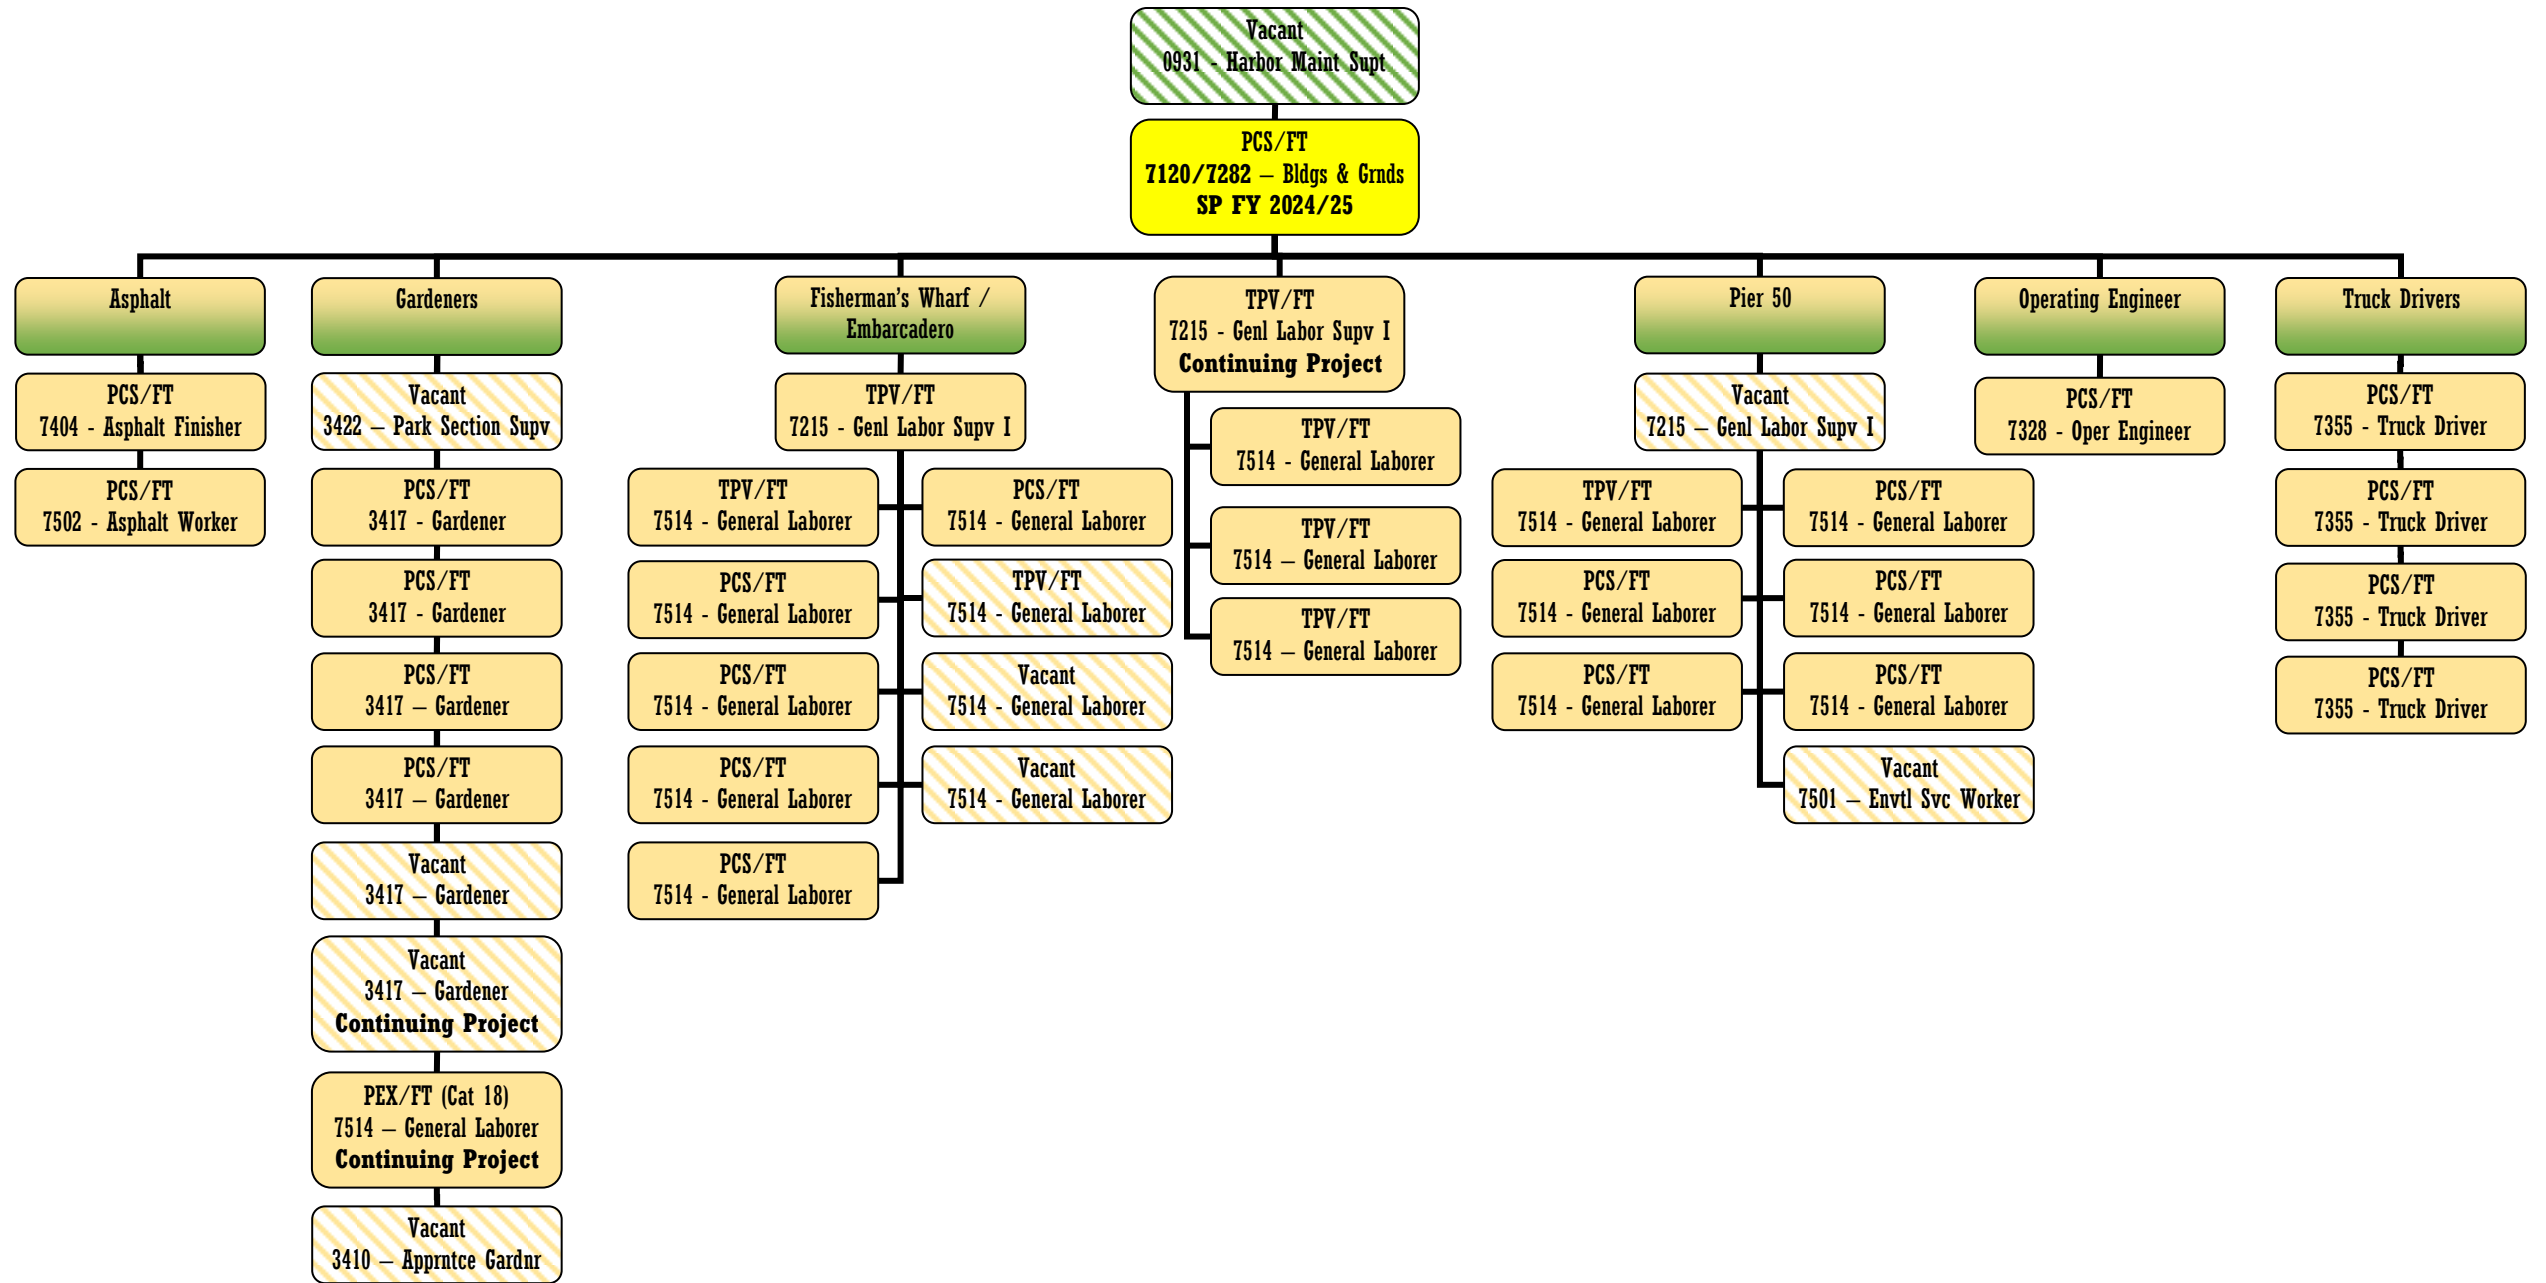 Vacant
0931 - Harbor Maint Supt
PCS/FT
7120/7282 – Bldgs & Grnds
SP FY 2024/25
Asphalt
PCS/FT
7404 - Asphalt Finisher
PCS/FT
7502 - Asphalt Worker
Gardeners
Vacant
3422 – Park Section Supv
PCS/FT
3417 - Gardener
PCS/FT
3417 - Gardener
PCS/FT
3417 – Gardener
PCS/FT
3417 – Gardener
Vacant
3417 – Gardener
Vacant
3417 – Gardener
Continuing Project
PEX/FT (Cat 18)
7514 – General Laborer
Continuing Project
Vacant
3410 – Apprntce Gardnr
Fisherman's Wharf /
Embarcadero
TPV/FT
7215 - Genl Labor Supv I
TPV/FT
7514 - General Laborer
PCS/FT
7514 - General Laborer
PCS/FT
7514 - General Laborer
TPV/FT
7514 - General Laborer
PCS/FT
7514 - General Laborer
Vacant
7514 - General Laborer
PCS/FT
7514 - General Laborer
Vacant
7514 - General Laborer
PCS/FT
7514 - General Laborer
TPV/FT
7215 - Genl Labor Supv I
Continuing Project
TPV/FT
7514 - General Laborer
TPV/FT
7514 – General Laborer
TPV/FT
7514 – General Laborer
Pier 50
Vacant
7215 – Genl Labor Supv I
TPV/FT
7514 - General Laborer
PCS/FT
7514 - General Laborer
PCS/FT
7514 - General Laborer
PCS/FT
7514 - General Laborer
PCS/FT
7514 - General Laborer
PCS/FT
7514 - General Laborer
Vacant
7501 – Envtl Svc Worker
Operating Engineer
PCS/FT
7328 - Oper Engineer
Truck Drivers
PCS/FT
7355 - Truck Driver
PCS/FT
7355 - Truck Driver
PCS/FT
7355 - Truck Driver
PCS/FT
7355 - Truck Driver